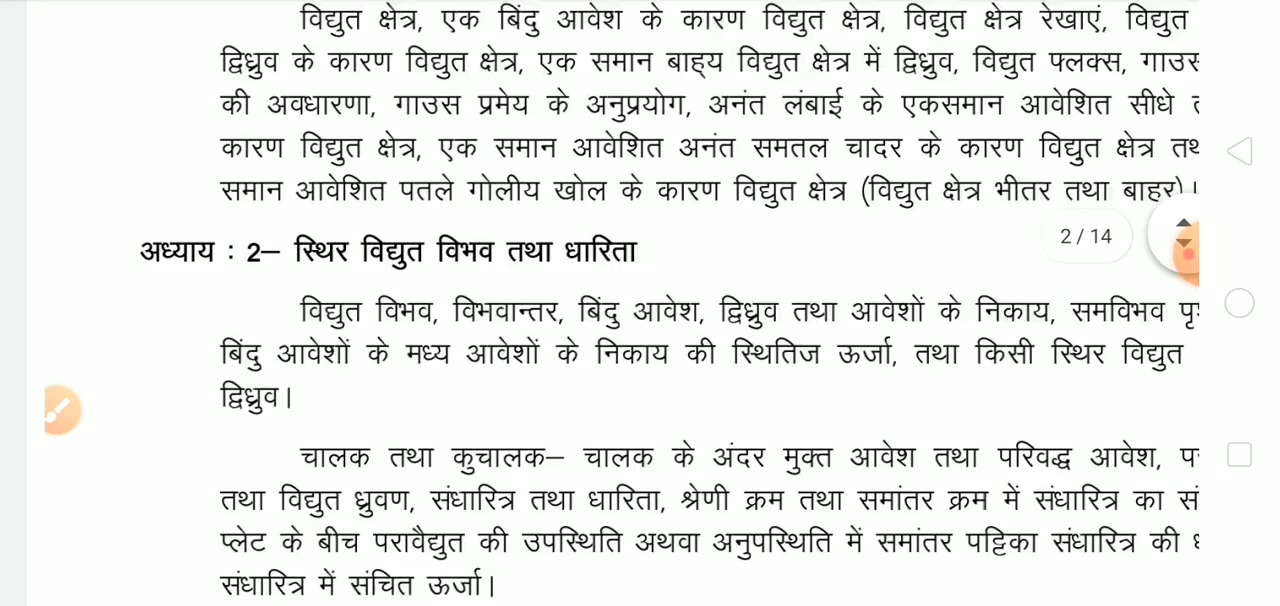 विद्युत क्षेत्र, एक बिंदु आवेश के कारण विद्युत क्षेत्र, विद्युत क्षेत्र रेखाएं, विद्युत
द्विध्रुव के कारण विद्युत क्षेत्र, एक समान बाह्य विद्युत क्षेत्र में द्विध्रुव, विद्युत फ्लक्स, गाउस
की अवधारणा, गाउस प्रमेय के अनुप्रयोग, अनंत लंबाई के एकसमान आवेशित सीधे
कारण विद्युत क्षेत्र, एक समान आवेशित अनंत समतल चादर के कारण विद्युत क्षेत्र
समान आवेशित पतले गोलीय खोल के कारण विद्युत क्षेत्र (विद्युत क्षेत्र भीतर तथा बाहर)।
2 / 14
अध्याय : 2– स्थिर विद्युत विभव तथा धारिता
विद्युत विभव, विभवान्तर, बिंदु आवेश, द्विध्रुव तथा आवेशों के निकाय, समविभव
बिंदु आवेशों के मध्य आवेशों के निकाय की स्थितिज ऊर्जा, तथा किसी स्थिर विद्युत
द्विध्रुव।
चालक तथा कुचालक– चालक के अंदर मुक्त आवेश तथा परिवद्ध आवेश,
तथा विद्युत ध्रुवण, संधारित्र तथा धारिता, श्रेणी क्रम तथा समांतर क्रम में संधारित्र का
प्लेट के बीच परावैद्युत की उपस्थिति अथवा अनुपस्थिति में समांतर पट्टिका संधारित्र की
संधारित्र में संचित ऊर्जा।